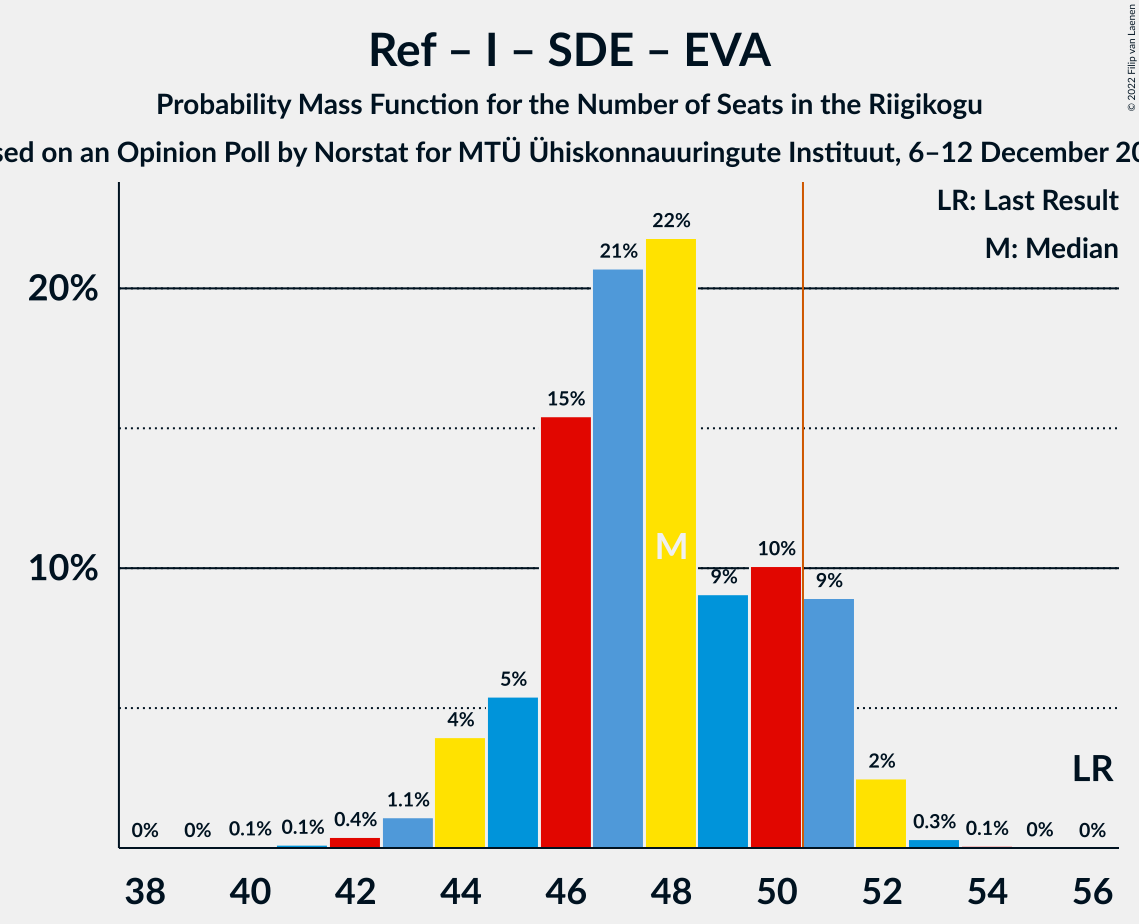 Ref – I – SDE – EVA
Probability Mass Function for the Number of Seats in the Riigikogu
sed on an Opinion Poll by Norstat for MTÜ Ühiskonnauuringute Instituut, 6–12 December 20
© 2022 Filip van Laenen
LR: Last Result
M: Median
20%
10%
0% 0% 0.1% 0.1% 0.4% 1.1% 4% 5% 15% 21% 22% 9% 10% 9% 2% 0.3% 0.1% 0% 0%
M
LR
38 40 42 44 46 48 50 52 54 56